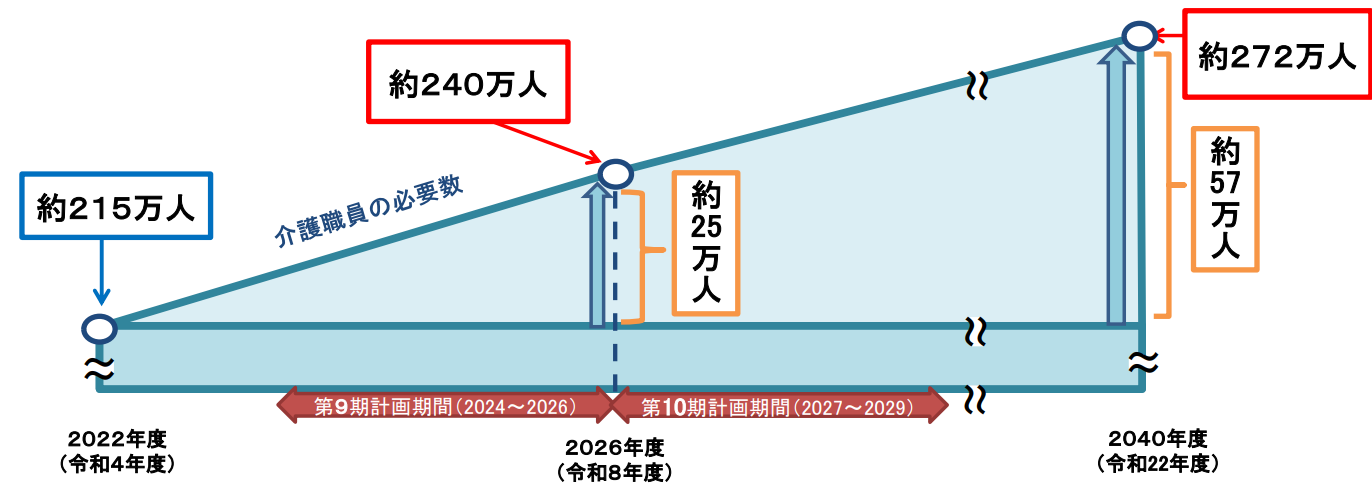 約272万人
約240万人
約215万人
介護職員の必要数
約25万人
約57万人
第9期計画期間(2024～2026)
第10期計画期間(2027～2029)
2022年度
(令和4年度)
2026年度
(令和8年度)
2040年度
(令和22年度)